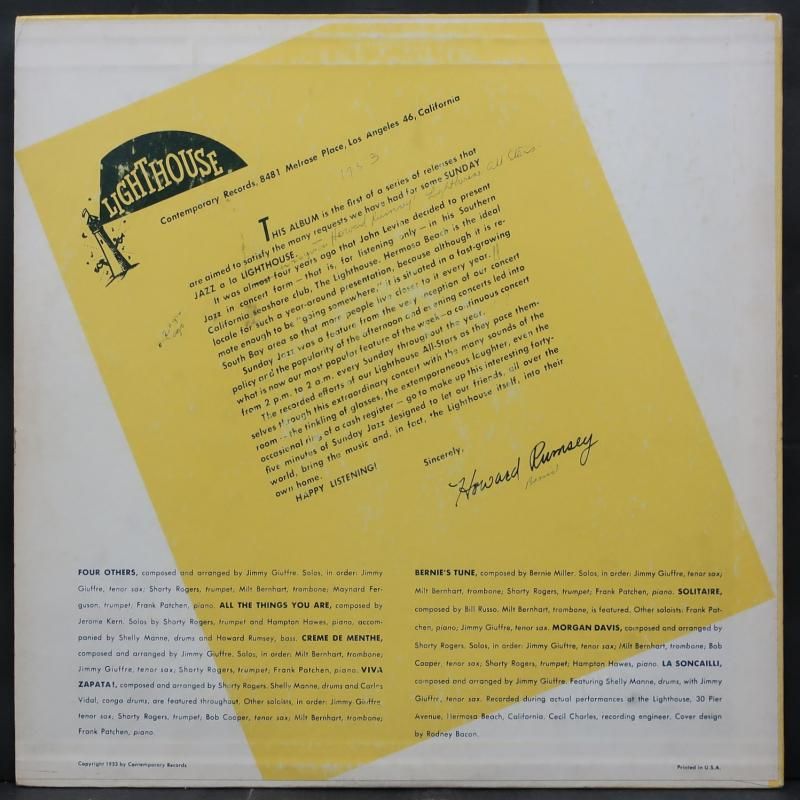 LIGHTHOUSE
Contemporary Records, 8481 Melrose Place, Los Angeles 46, California
1953
THIS ALBUM is the first of a series of releases that
are aimed to satisfy the many requests we have had for some SUNDAY
Howard Rumsey Lighthouse All Stars
JAZZ a la LIGHTHOUSE.
It was almost four years ago that John Levine decided to present
Jazz in concert form – that is, for listening only – in his Southern
California seashore club, The Lighthouse. Hermosa Beach is the ideal
locale for such a year-around presentation, because although it is re-
mote enough to be "going somewhere," it is situated in a fast-growing
South Bay area so that more people live closer to it every year.
Sunday Jazz was a feature from the very inception of our concert
policy and the popularity of the afternoon and evening concerts led into
what is now our most popular feature of the week – a continuous concert
from 2 p.m. to 2 a.m. every Sunday throughout the year.
The recorded efforts of our Lighthouse All-Stars as they pace them-
selves through this extraordinary concert with the many sounds of the
room – the tinkling of glasses, the extemporaneous laughter, even the
occasional ring of a cash register – go to make up this interesting forty-
five minutes of Sunday Jazz designed to let our friends, all over the
world, bring the music and, in fact, the Lighthouse itself, into their
own home.
HAPPY LISTENING!
Sincerely,
Howard Rumsey
FOUR OTHERS, composed and arranged by Jimmy Giuffre. Solos, in order: Jimmy
Giuffre, tenor sax; Shorty Rogers, trumpet; Milt Bernhart, trombone; Maynard Fer-
guson, trumpet; Frank Patchen, piano. ALL THE THINGS YOU ARE, composed by
Jerome Kern. Solos by Shorty Rogers, trumpet and Hampton Hawes, piano, accom-
panied by Shelly Manne, drums and Howard Rumsey, bass. CREME DE MENTHE,
composed and arranged by Jimmy Giuffre. Solos, in order: Milt Bernhart, trombone;
Jimmy Giuffre, tenor sax, Shorty Rogers, trumpet; Frank Patchen, piano. VIVA
ZAPATA!, composed and arranged by Shorty Rogers. Shelly Manne, drums and Carlos
Vidal, conga drums, are featured throughout. Other soloists, in order: Jimmy Giuffre,
tenor sax; Shorty Rogers, trumpet; Bob Cooper, tenor sax; Milt Bernhart, trombone;
Frank Patchen, piano.
BERNIE'S TUNE, composed by Bernie Miller. Solos, in order: Jimmy Giuffre, tenor sax;
Milt Bernhart, trombone; Shorty Rogers, trumpet; Frank Patchen, piano. SOLITAIRE,
composed by Bill Russo. Milt Bernhart, trombone, is featured. Other soloists: Frank Pat-
chen, piano; Jimmy Giuffre, tenor sax. MORGAN DAVIS, composed and arranged by
Shorty Rogers. Solos, in order: Jimmy Giuffre, tenor sax; Milt Bernhart, trombone; Bob
Cooper, tenor sax; Shorty Rogers, trumpet; Hampton Hawes, piano. LA SONCAILLI,
composed and arranged by Jimmy Giuffre. Featuring Shelly Manne, drums, with Jimmy
Giuffre, tenor sax. Recorded during actual performances at the Lighthouse, 30 Pier
Avenue, Hermosa Beach, California. Cecil Charles, recording engineer. Cover design
by Rodney Bacon.
Copyright 1953 by Contemporary Records
Printed in U.S.A.